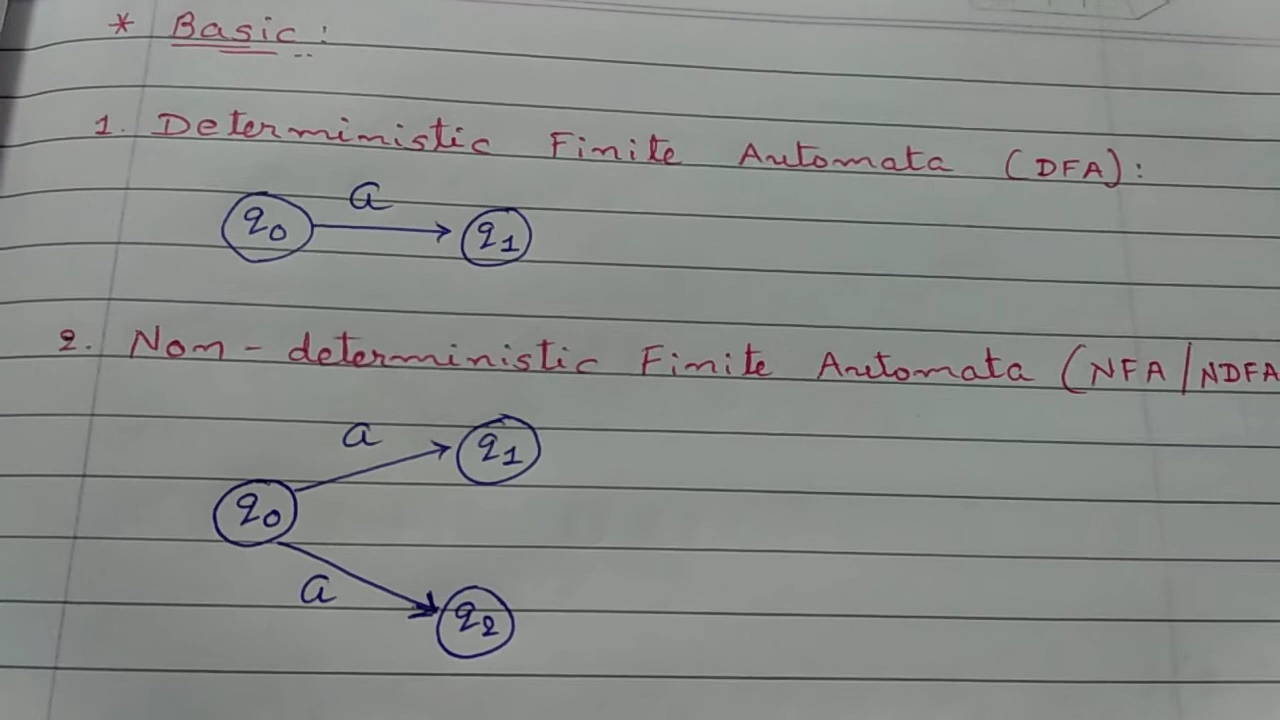 * Basic:
1. Deterministic Finite Automata (DFA):
a
q0 q1
2. Non-deterministic Finite Automata (NFA/NDFA
a
q1
q0
a
q2